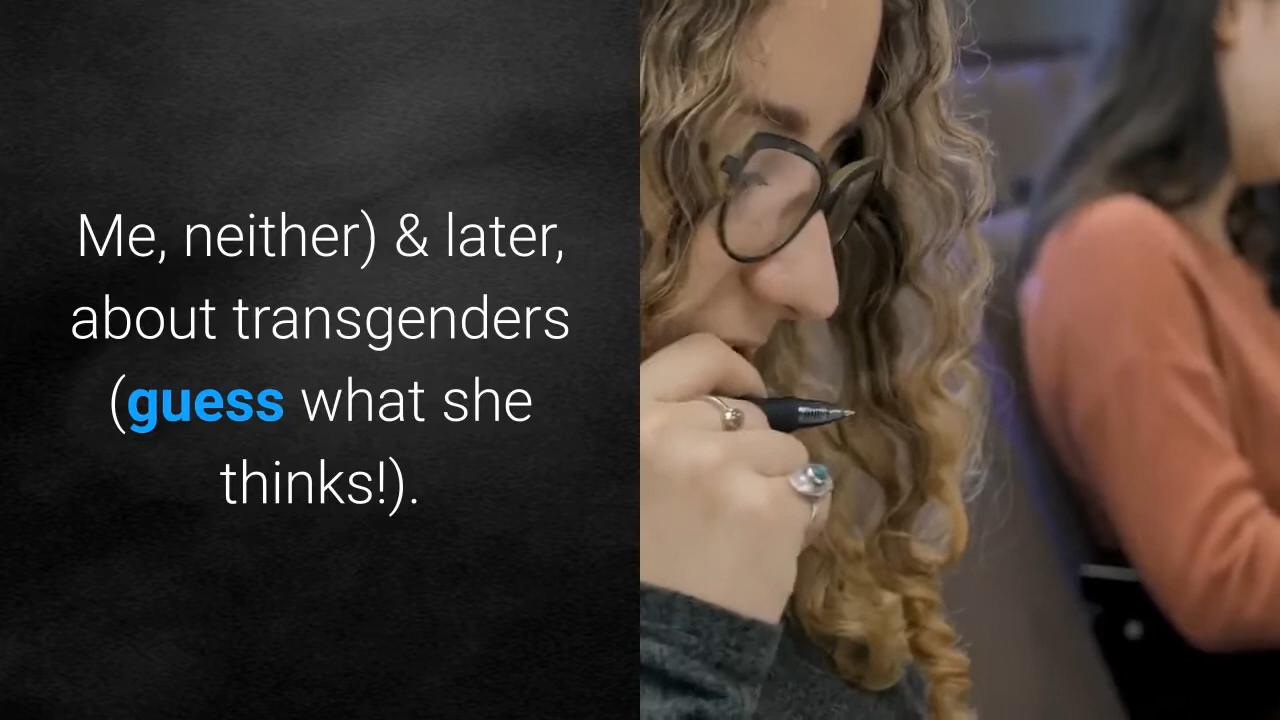 Me, neither) & later,
about transgenders
(guess what she
thinks!).